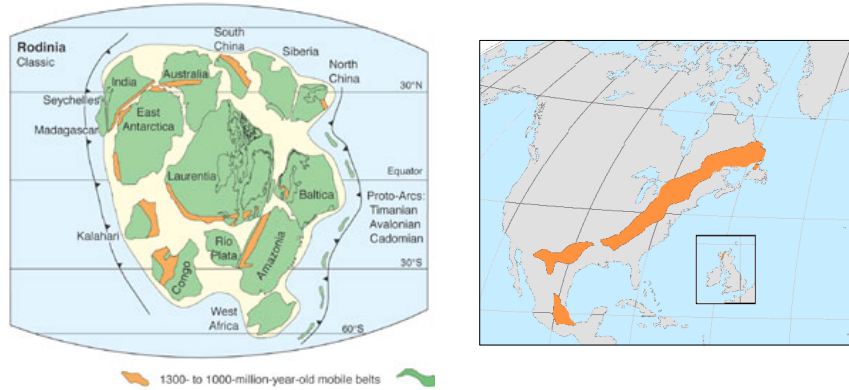 Rodinia
Classic
South
China
Siberia
North
China
India
Australia
30°N
Seychelles
East
Antarctica
Madagascar
Equator
Laurentia
Baltica
Proto-Arcs:
Timanian
Avalonian
Cadomian
Kalahari
Rio
Plata
Amazonia
30°S
Congo
West
Africa
60°S
1300- to 1000-million-year-old mobile belts